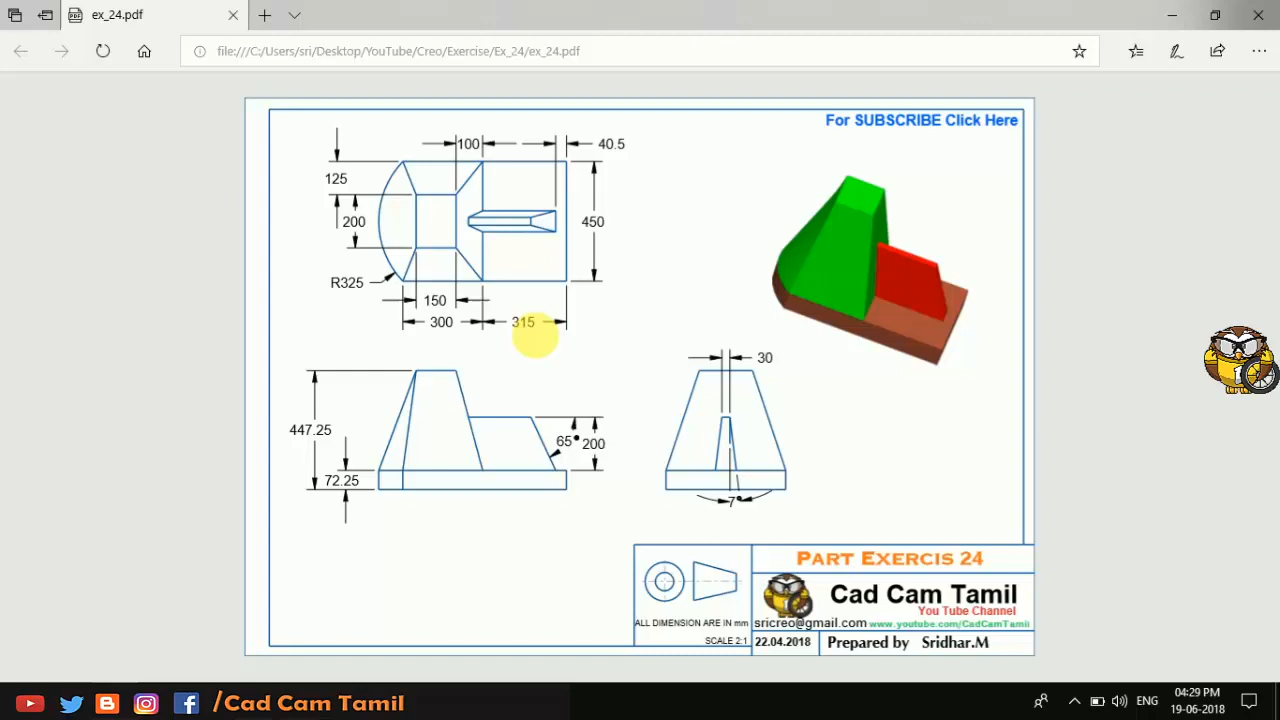 ex_24.pdf
file:///C:/Users/sri/Desktop/YouTube/Creo/Exercise/Ex_24/ex_24.pdf
For SUBSCRIBE Click Here
100
40.5
125
200
450
R325
150
300
315
30
447.25
65°
200
72.25
7°
PART EXERCIS 24
Cad Cam Tamil
You Tube Channel
ALL DIMENSION ARE IN mm
sricreo@gmail.com
www.youtube.com/CadCamTamil
SCALE 2:1
22.04.2018
Prepared by Sridhar.M
/Cad Cam Tamil
ENG
04:29 PM
19-06-2018